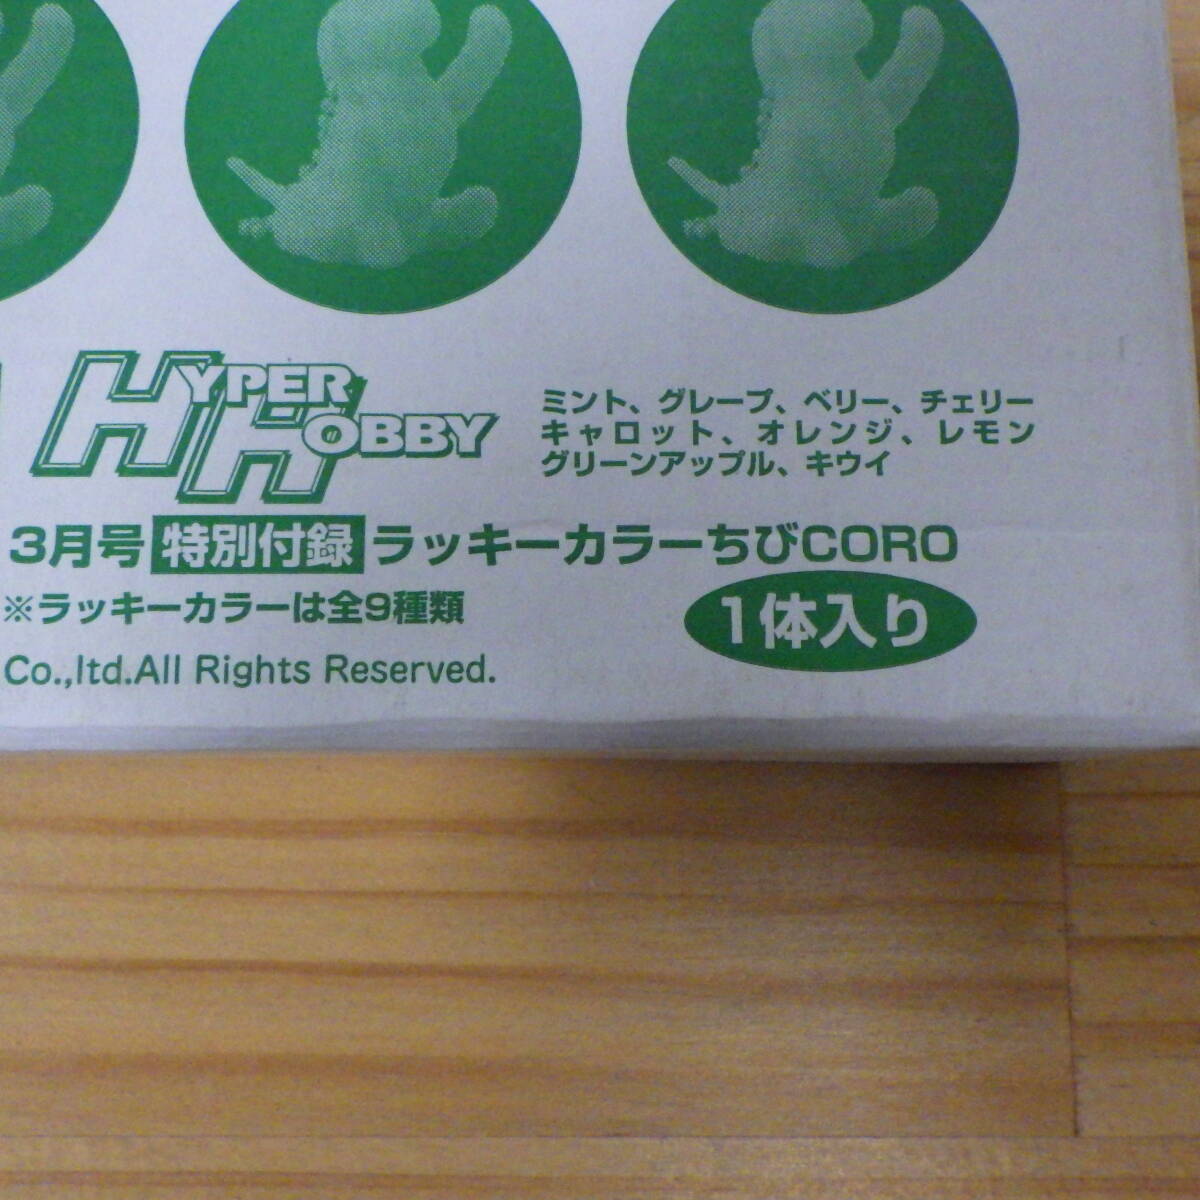 HYPER HOBBY
ミント、グレープ、ベリー、チェリー
キャロット、オレンジ、レモン
グリーンアップル、キウイ
3月号 特別付録 ラッキーカラーちびCORO
※ラッキーカラーは全9種類
1体入り
Co.,ltd.All Rights Reserved.